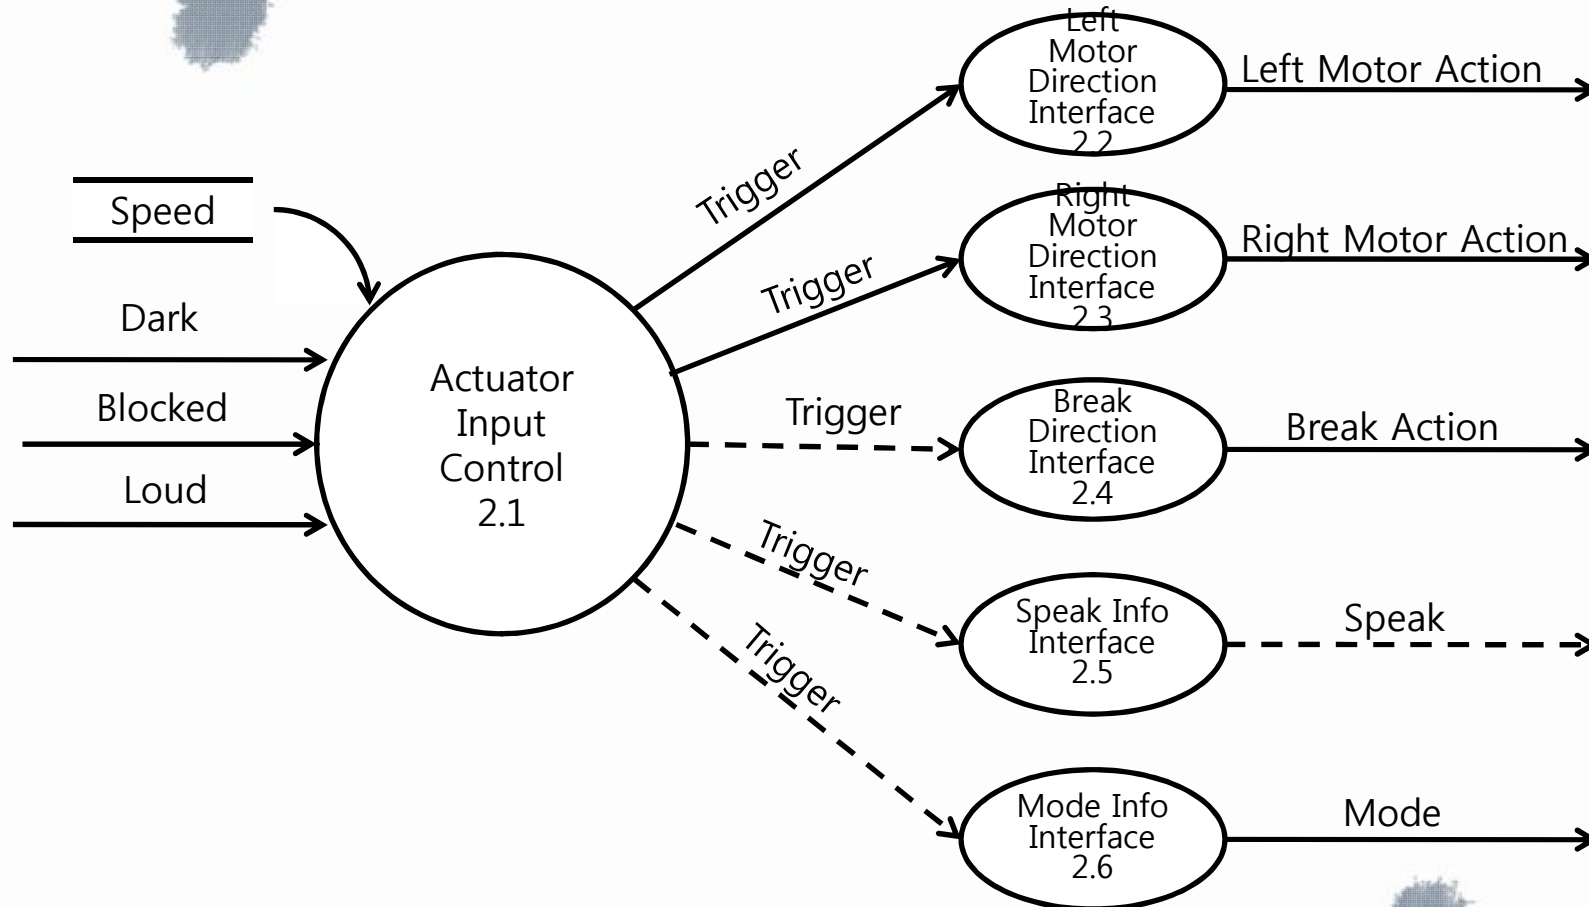 Speed
Dark
Blocked
Loud
Actuator
Input
Control
2.1
Trigger
Trigger
Trigger
Trigger
Trigger
Left
Motor
Direction
Interface
2.2
Left Motor Action
Right
Motor
Direction
Interface
2.3
Right Motor Action
Break
Direction
Interface
2.4
Break Action
Speak Info
Interface
2.5
Speak
Mode Info
Interface
2.6
Mode